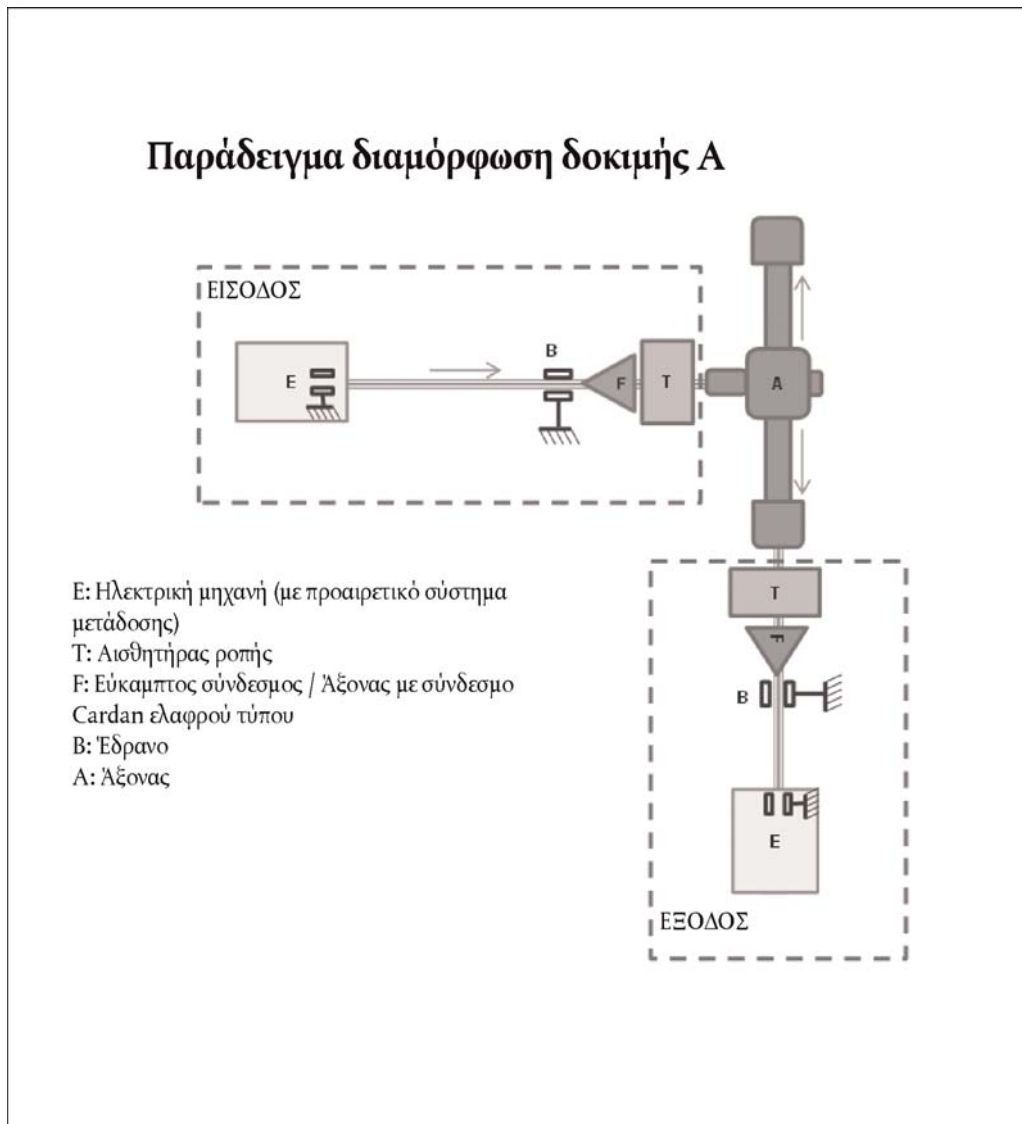 Παράδειγμα διαμόρφωση δοκιμής Α
ΕΙΣΟΔΟΣ
E
B
F
T
A
T
F
B
E
ΕΞΟΔΟΣ
Ε: Ηλεκτρική μηχανή (με προαιρετικό σύστημα
μετάδοσης)
Τ: Αισθητήρας ροπής
F: Εύκαμπτος σύνδεσμος / Άξονας με σύνδεσμο
Cardan ελαφρού τύπου
Β: Έδρανο
Α: Άξονας